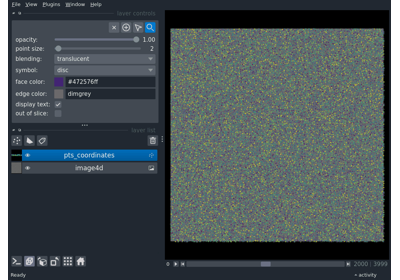 File View Plugins Window Help
layer controls
opacity: 1.00
point size: 2
blending: translucent
symbol: disc
face color: #472576ff
edge color: dimgrey
display text:
out of slice:
layer list
pts_coordinates
image4d
2000 3999
Ready
activity